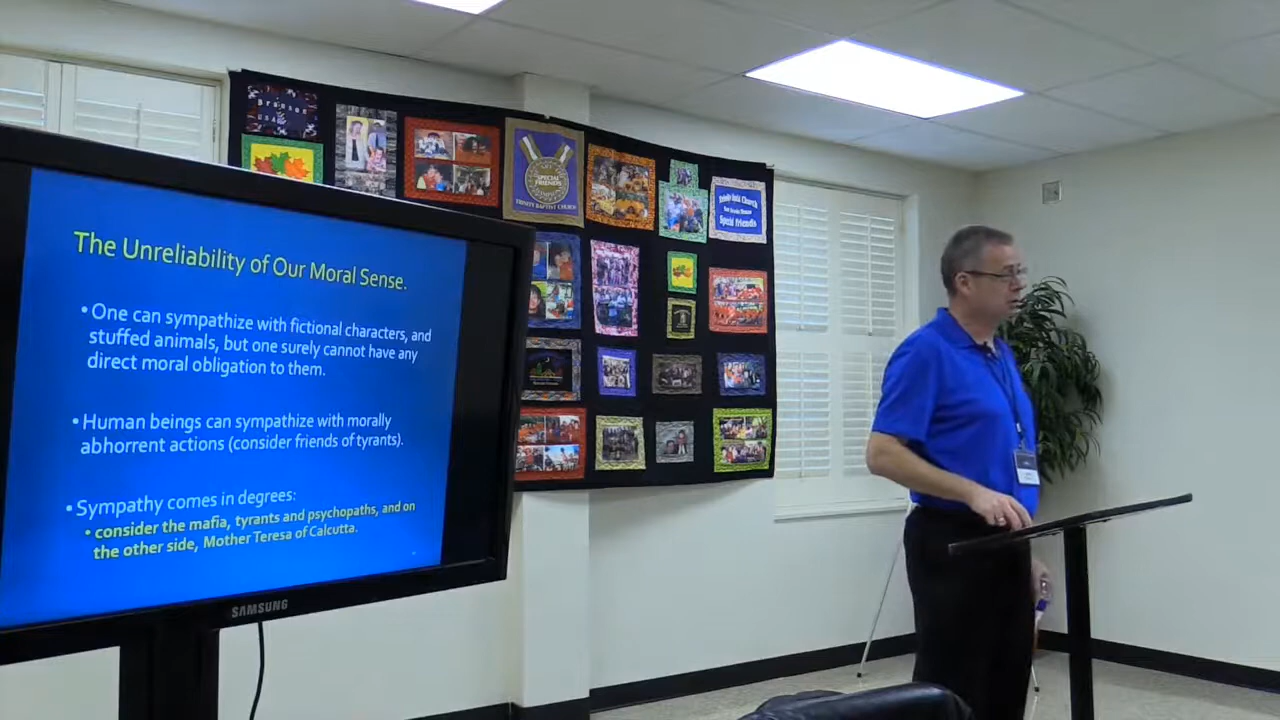 The Unreliability of Our Moral Sense.
• One can sympathize with fictional characters, and
stuffed animals, but one surely cannot have any
direct moral obligation to them.
• Human beings can sympathize with morally
abhorrent actions (consider friends of tyrants).
• Sympathy comes in degrees:
• consider the mafia, tyrants and psychopaths, and on
the other side, Mother Teresa of Calcutta.
SAMSUNG
SPECIAL
FRIENDS
TRINITY BAPTIST CHURCH
Special Friends